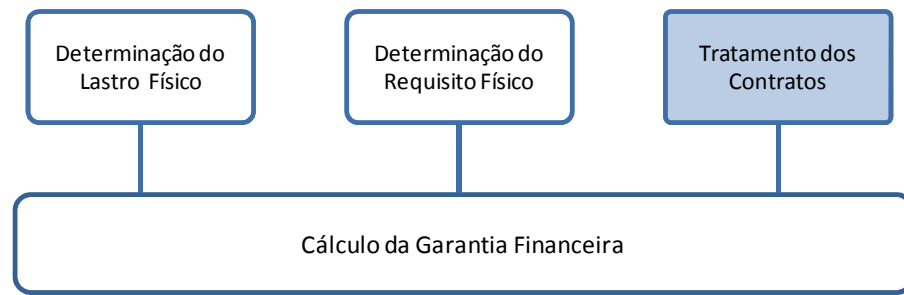 Determinação do
Lastro Físico
Determinação do
Requisito Físico
Tratamento dos
Contratos
Cálculo da Garantia Financeira